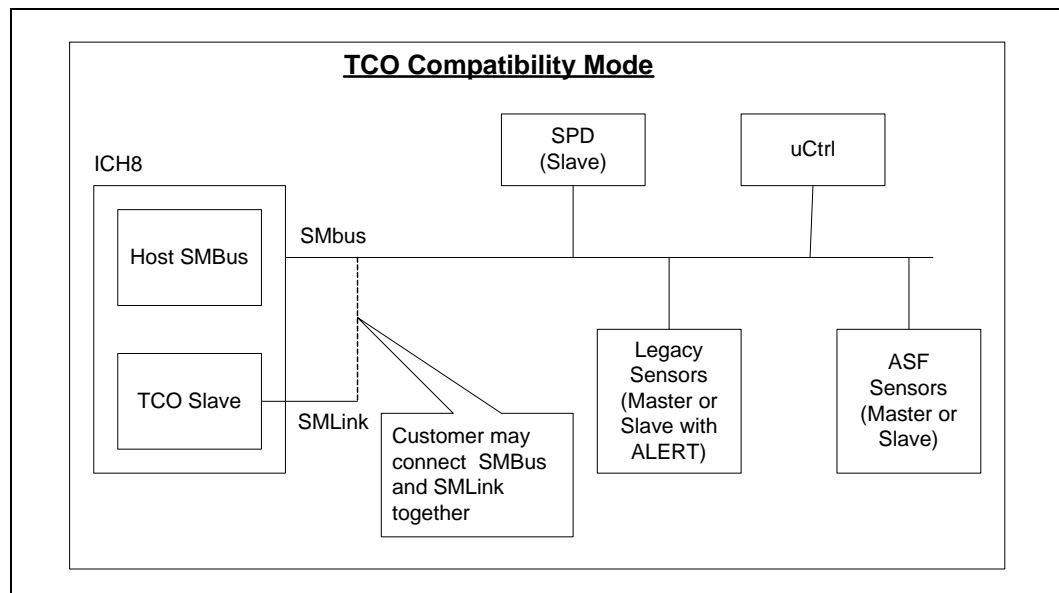 TCO Compatibility Mode
SPD
(Slave)
uCtrl
ICH8
Host SMBus
SMbus
TCO Slave
SMLink
Customer may
connect  SMBus
and SMLink
together
Legacy
Sensors
(Master or
Slave with
ALERT)
ASF
Sensors
(Master or
Slave)